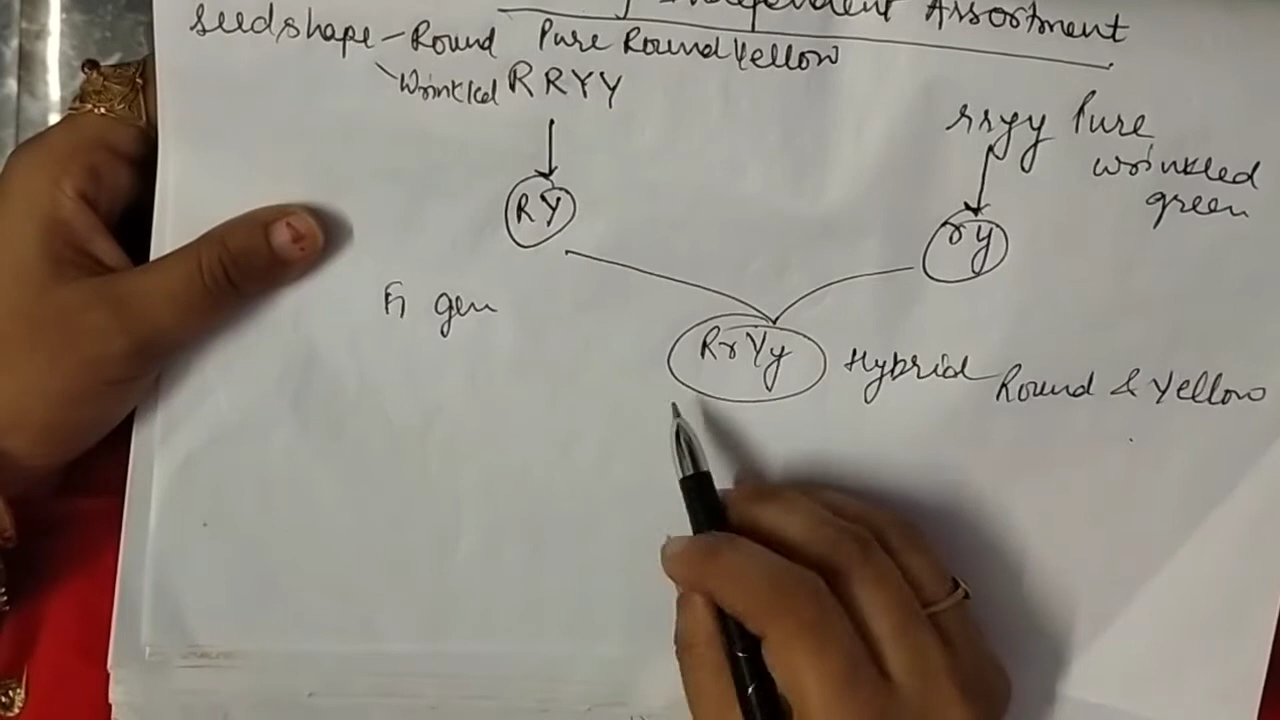 Independent Assortment
Seedshape - Round Pure Round Yellow
Wrinkled RRYY
rryy Pure
wrinkled
green
RY
ry
F1 gen
RrYy Hybrid Round & Yellow